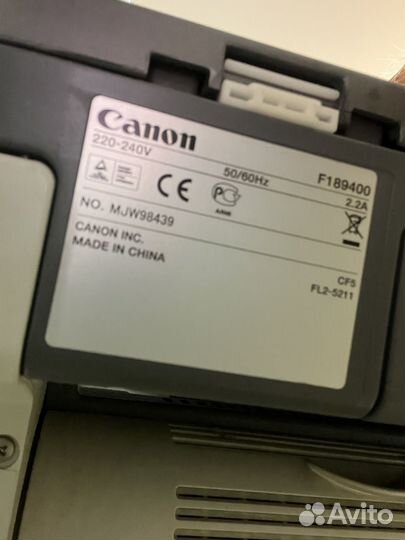 Canon
220-240V 50/60Hz F189400
2.2A
CE РС
NO. MJW98439
CANON INC.
MADE IN CHINA
CF5
FL2-5211
Avito